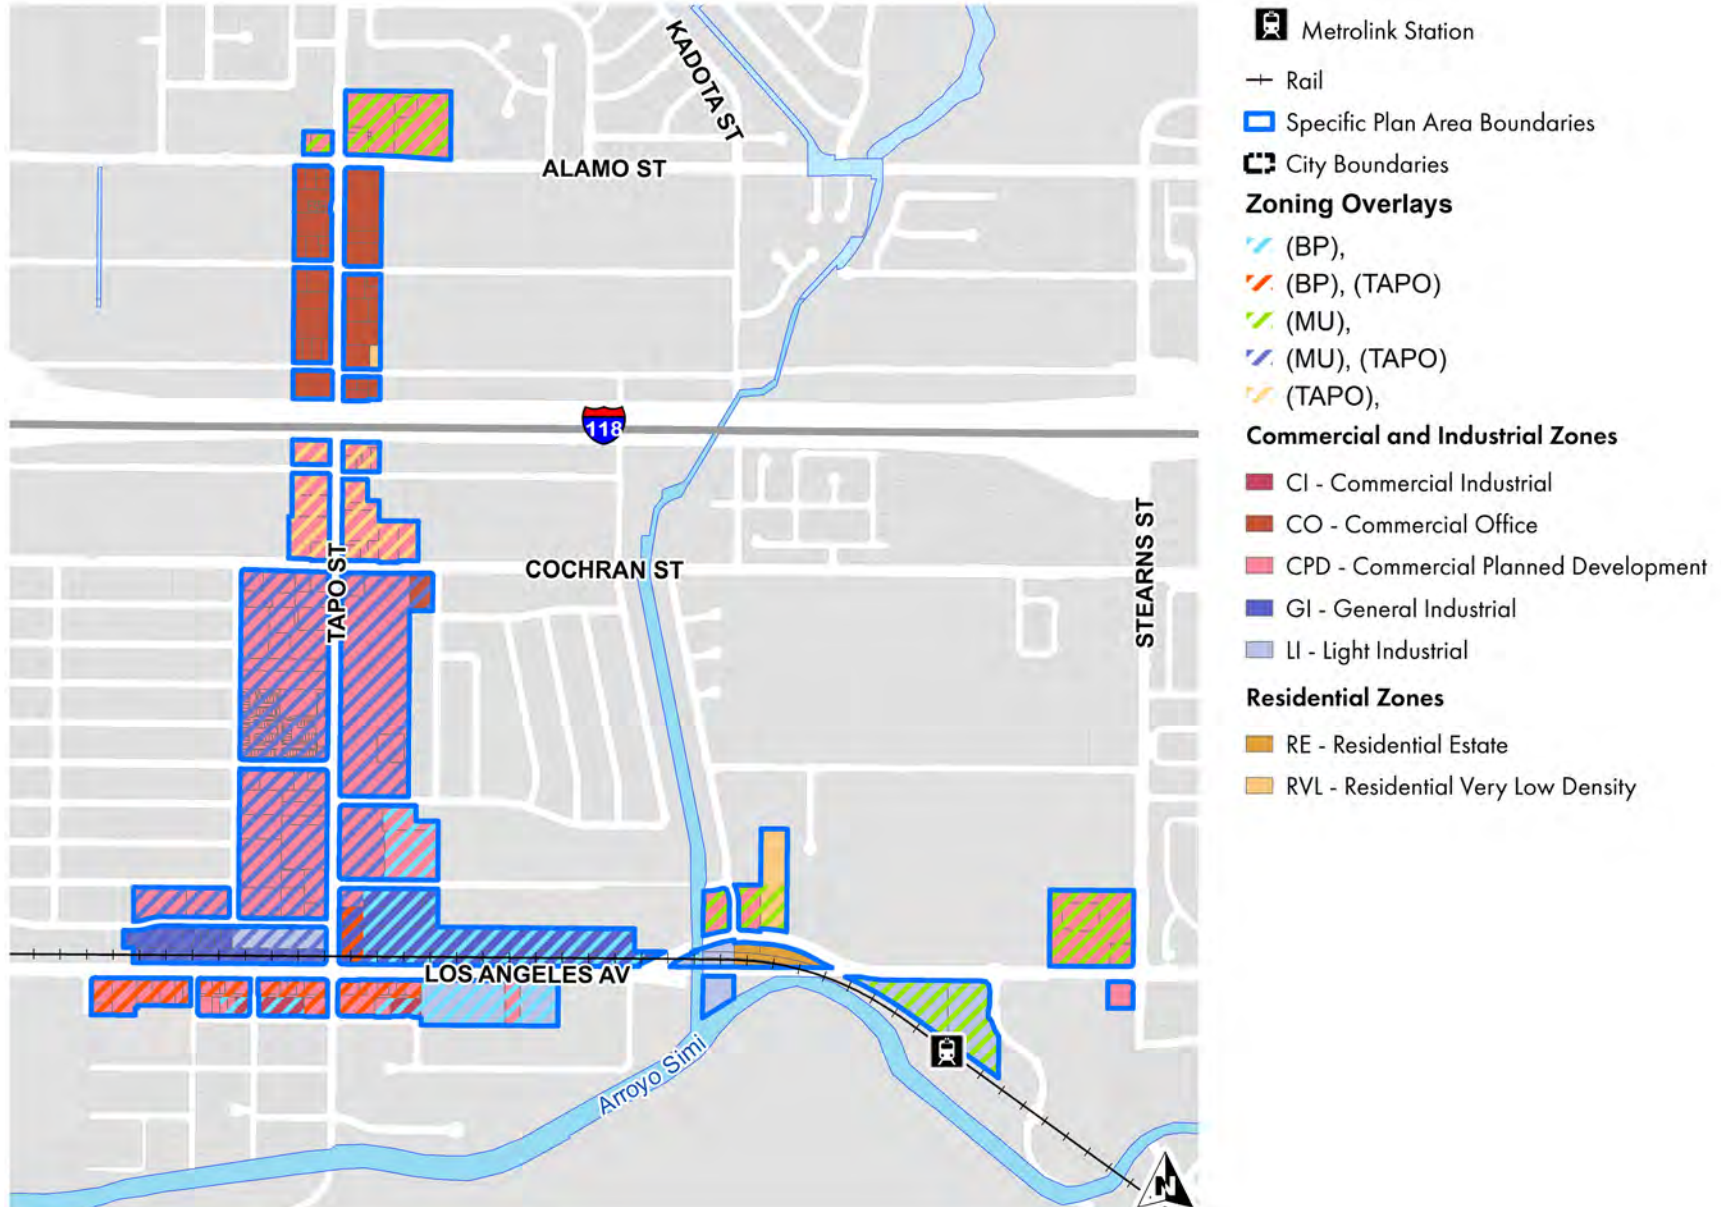 KADOTA ST
ALAMO ST
118
TAPO ST
COCHRAN ST
STEARNS ST
LOS ANGELES AV
Arroyo Simi
N
Metrolink Station
Rail
Specific Plan Area Boundaries
City Boundaries
Zoning Overlays
(BP),
(BP), (TAPO)
(MU),
(MU), (TAPO)
(TAPO),
Commercial and Industrial Zones
CI - Commercial Industrial
CO - Commercial Office
CPD - Commercial Planned Development
GI - General Industrial
LI - Light Industrial
Residential Zones
RE - Residential Estate
RVL - Residential Very Low Density